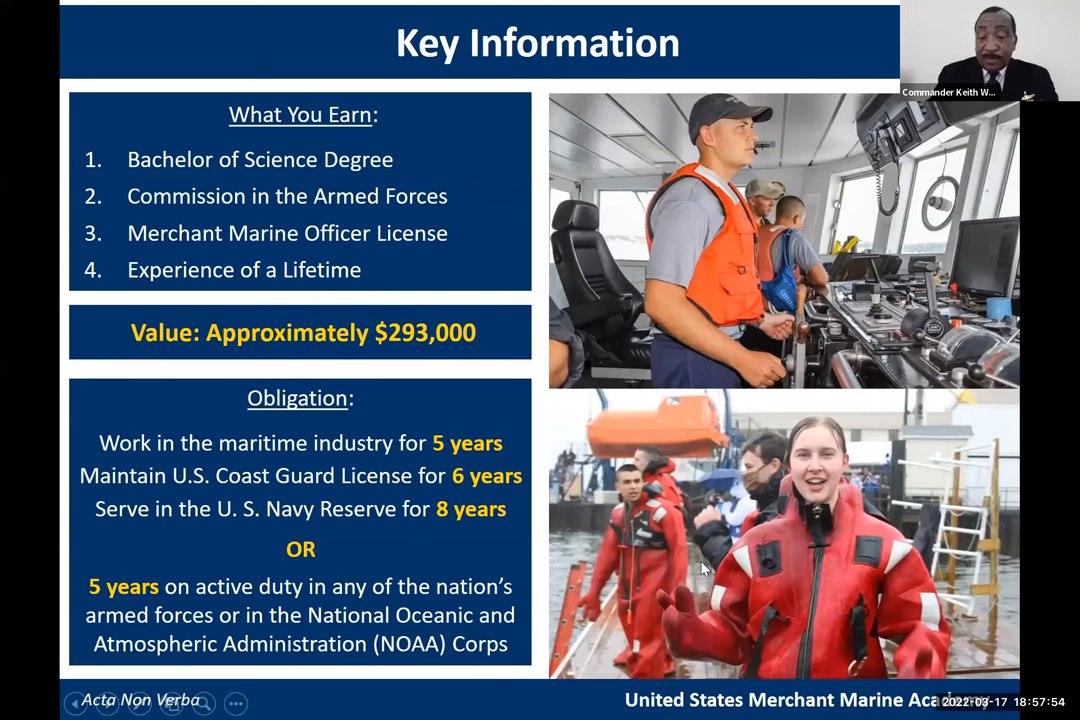 Key Information
Commander Keith W...
What You Earn:
1. Bachelor of Science Degree
2. Commission in the Armed Forces
3. Merchant Marine Officer License
4. Experience of a Lifetime
Value: Approximately $293,000
Obligation:
Work in the maritime industry for 5 years
Maintain U.S. Coast Guard License for 6 years
Serve in the U. S. Navy Reserve for 8 years
OR
5 years on active duty in any of the nation's
armed forces or in the National Oceanic and
Atmospheric Administration (NOAA) Corps
Acta Non Verba
United States Merchant Marine Academy
2022-03-17 18:57:54